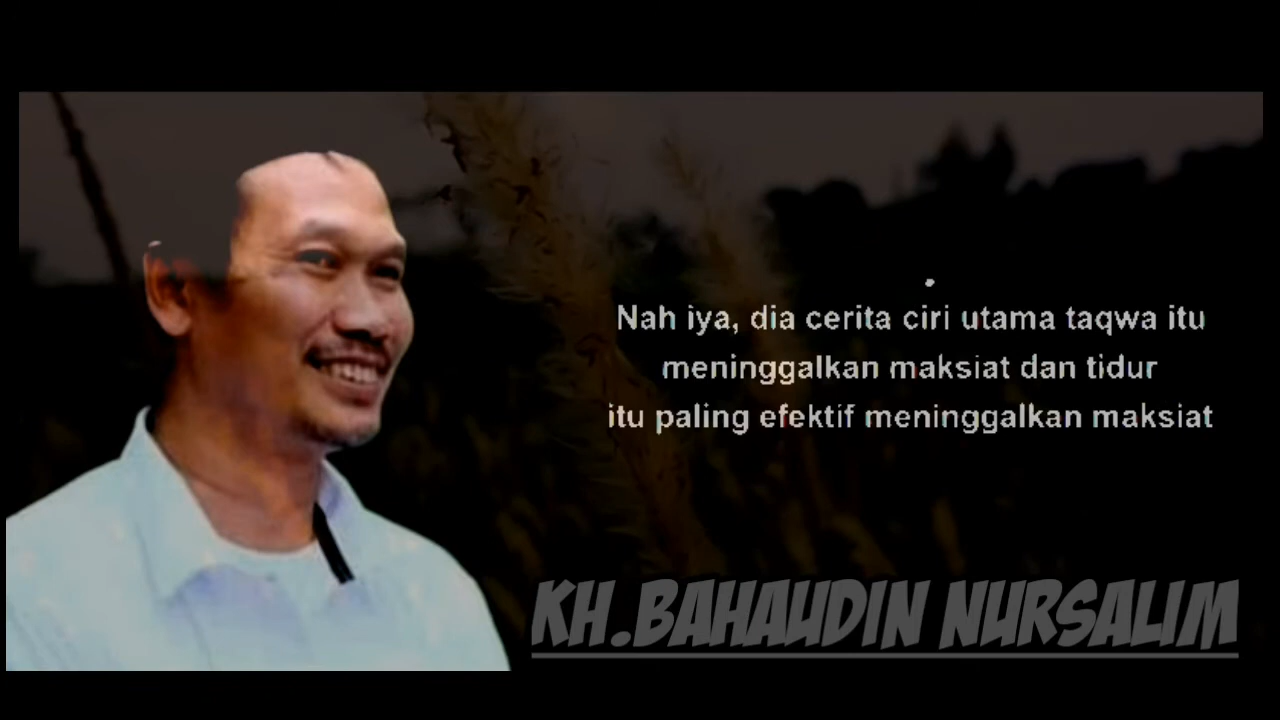 Nah iya, dia cerita ciri utama taqwa itu
meninggalkan maksiat dan tidur
itu paling efektif meninggalkan maksiat
KH.BAHAUDIN NURSALIM